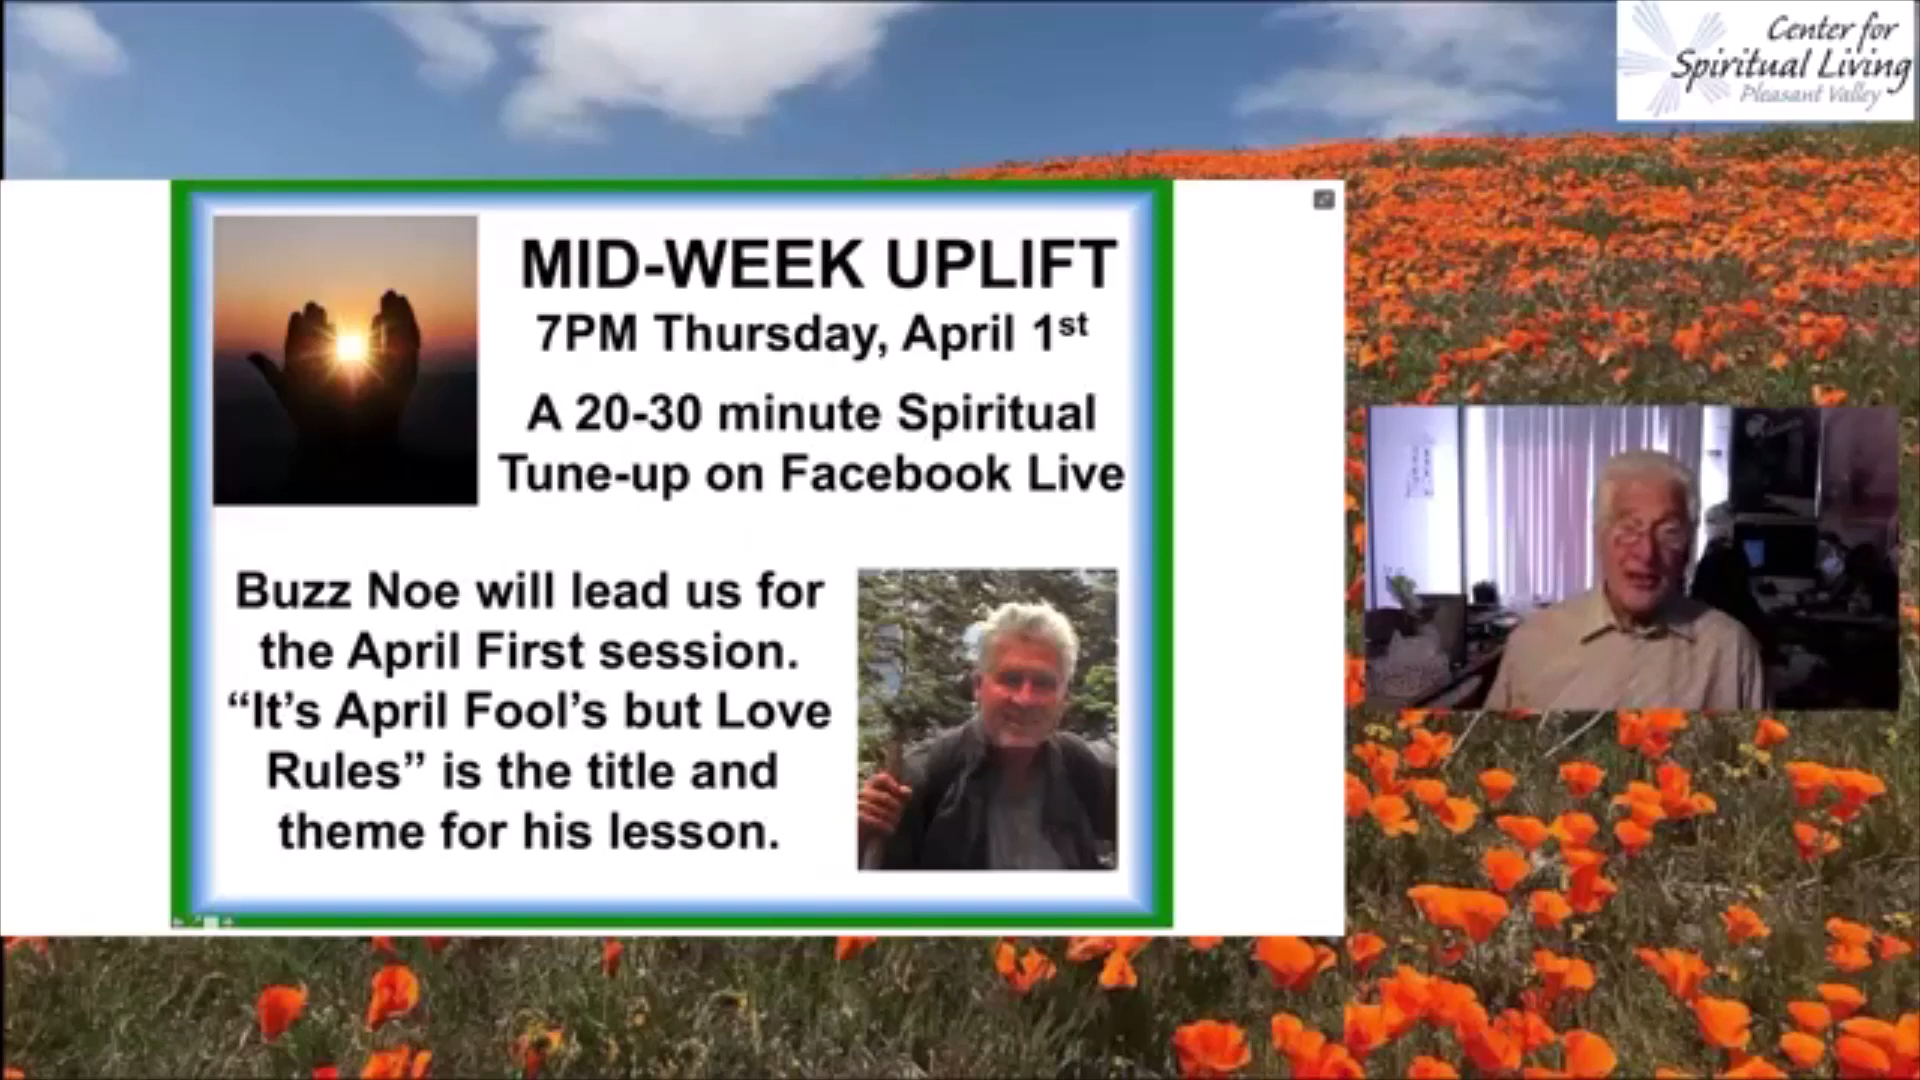 Center for
Spiritual Living
Pleasant Valley
MID-WEEK UPLIFT
7PM Thursday, April 1st
A 20-30 minute Spiritual
Tune-up on Facebook Live
Buzz Noe will lead us for
the April First session.
“It’s April Fool’s but Love
Rules” is the title and
theme for his lesson.